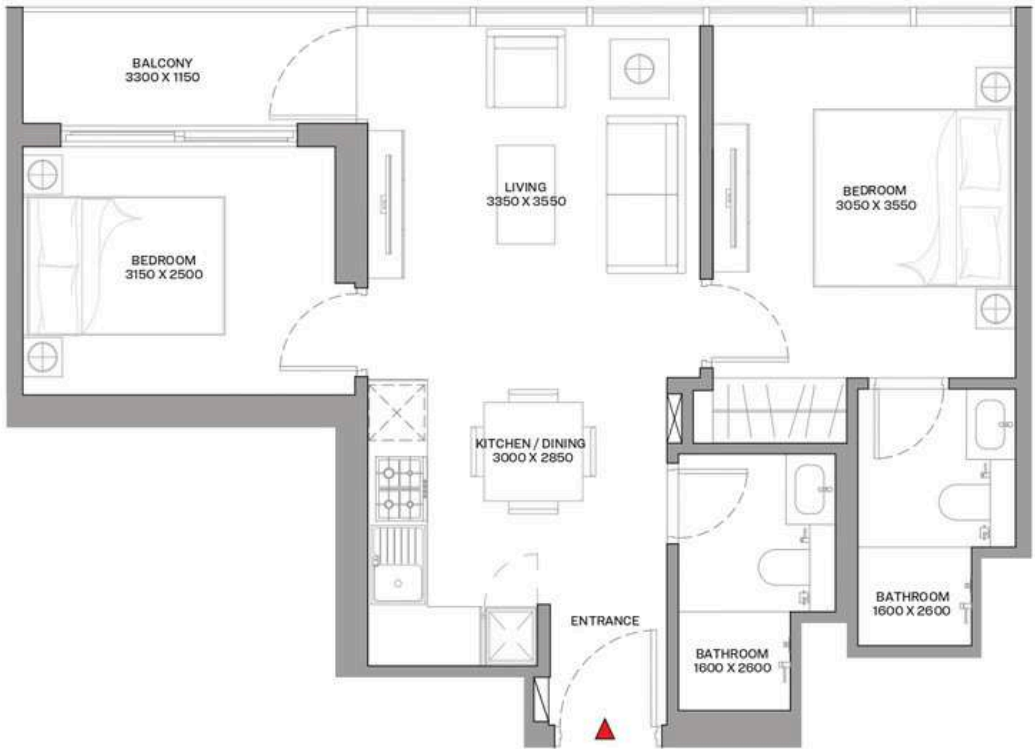 BALCONY
3300 X 1150
LIVING
3350 X 3550
BEDROOM
3050 X 3550
BEDROOM
3150 X 2500
KITCHEN / DINING
3000 X 2850
ENTRANCE
BATHROOM
1600 X 2600
BATHROOM
1600 X 2600